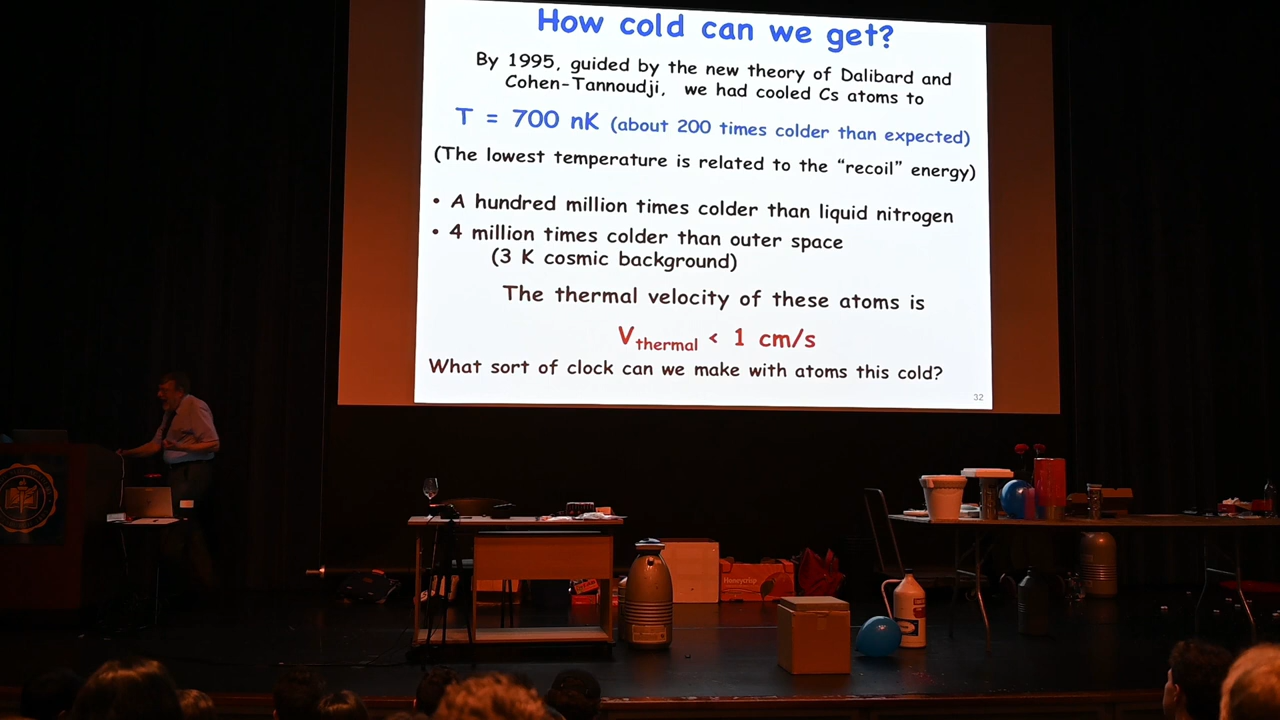 How cold can we get?
By 1995, guided by the new theory of Dalibard and
Cohen-Tannoudji, we had cooled Cs atoms to
T = 700 nK (about 200 times colder than expected)
(The lowest temperature is related to the “recoil” energy)
• A hundred million times colder than liquid nitrogen
• 4 million times colder than outer space
(3 K cosmic background)
The thermal velocity of these atoms is
Vthermal < 1 cm/s
What sort of clock can we make with atoms this cold?
32
Honeycrisp